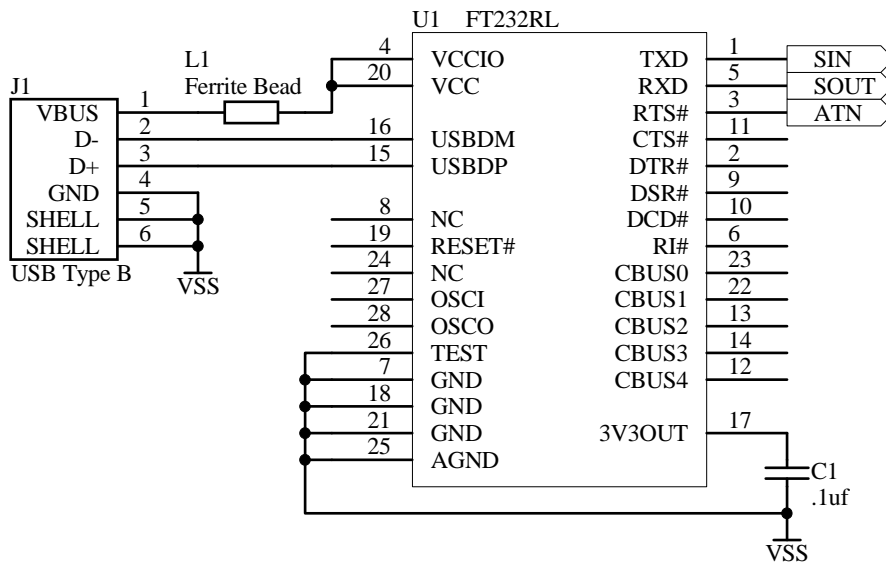 U1 FT232RL
L1
Ferrite Bead
J1
VBUS 1
D- 2
D+ 3
GND 4
SHELL 5
SHELL 6
USB Type B
VSS
4 VCCIO
20 VCC
16 USBDM
15 USBDP
8 NC
19 RESET#
24 NC
27 OSCI
28 OSCO
26 TEST
7 GND
18 GND
21 GND
25 AGND
TXD 1 SIN
RXD 5 SOUT
RTS# 3 ATN
CTS# 11
DTR# 2
DSR# 9
DCD# 10
RI# 6
CBUS0 23
CBUS1 22
CBUS2 13
CBUS3 14
CBUS4 12
3V3OUT 17
C1
.1uf
VSS